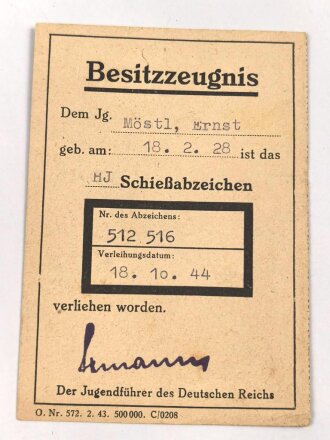 Besitzzeugnis
Dem Jg. Möstl, Ernst
geb. am: 18. 2. 28 ist das
HJ Schießabzeichen
Nr. des Abzeichens:
512 516
Verleihungsdatum:
18. 10. 44
verliehen worden.
Der Jugendführer des Deutschen Reichs
O. Nr. 572. 2. 43. 500 000. C/0208